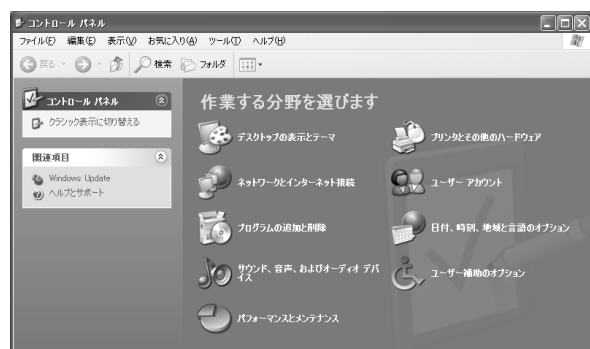 コントロール パネル
ファイル(F) 編集(E) 表示(V) お気に入り(A) ツール(T) ヘルプ(H)
戻る 検索 フォルダ
コントロール パネル
クラシック表示に切り替える
関連項目
Windows Update
ヘルプとサポート
作業する分野を選びます
デスクトップの表示とテーマ
プリンタとその他のハードウェア
ネットワークとインターネット接続
ユーザー アカウント
プログラムの追加と削除
日付、時刻、地域と言語のオプション
サウンド、音声、およびオーディオ デバ
イス
ユーザー補助のオプション
パフォーマンスとメンテナンス